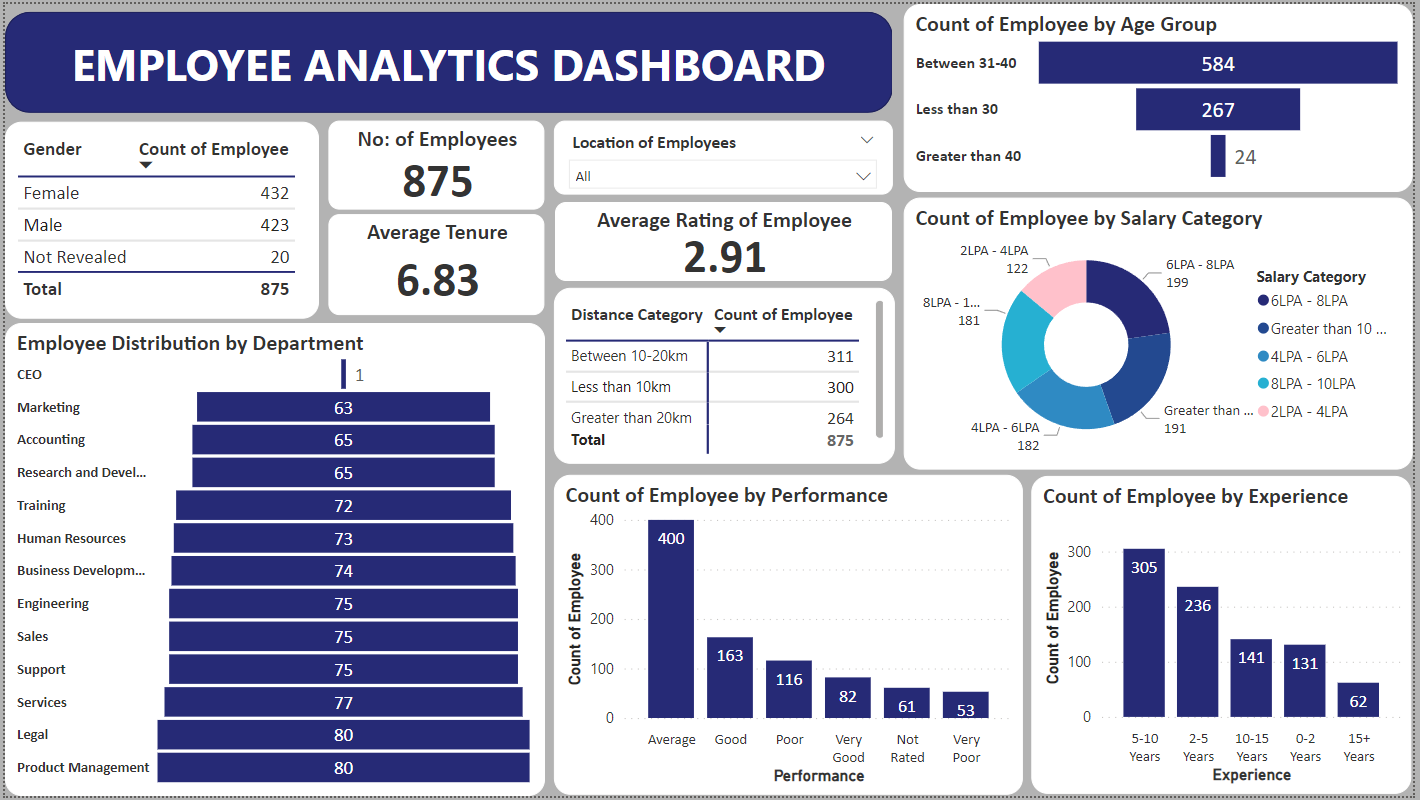 EMPLOYEE ANALYTICS DASHBOARD
Gender Count of Employee
Female 432
Male 423
Not Revealed 20
Total 875
No: of Employees
875
Average Tenure
6.83
Location of Employees
All
Average Rating of Employee
2.91
Distance Category Count of Employee
Between 10-20km 311
Less than 10km 300
Greater than 20km 264
Total 875
Count of Employee by Age Group
Between 31-40 584
Less than 30 267
Greater than 40 24
Count of Employee by Salary Category
2LPA - 4LPA
122
6LPA - 8LPA
199
8LPA - 1...
181
4LPA - 6LPA
182
Greater than ...
191
Salary Category
6LPA - 8LPA
Greater than 10 ...
4LPA - 6LPA
8LPA - 10LPA
2LPA - 4LPA
Employee Distribution by Department
CEO 1
Marketing 63
Accounting 65
Research and Devel... 65
Training 72
Human Resources 73
Business Developm... 74
Engineering 75
Sales 75
Support 75
Services 77
Legal 80
Product Management 80
Count of Employee by Performance
Count of Employee
400
300
200
100
0
400
163
116
82
61
53
Average Good Poor Very Not Very
Good Rated Poor
Performance
Count of Employee by Experience
Count of Employee
300
200
100
0
305
236
141
131
62
5-10 2-5 10-15 0-2 15+
Years Years Years Years Years
Experience